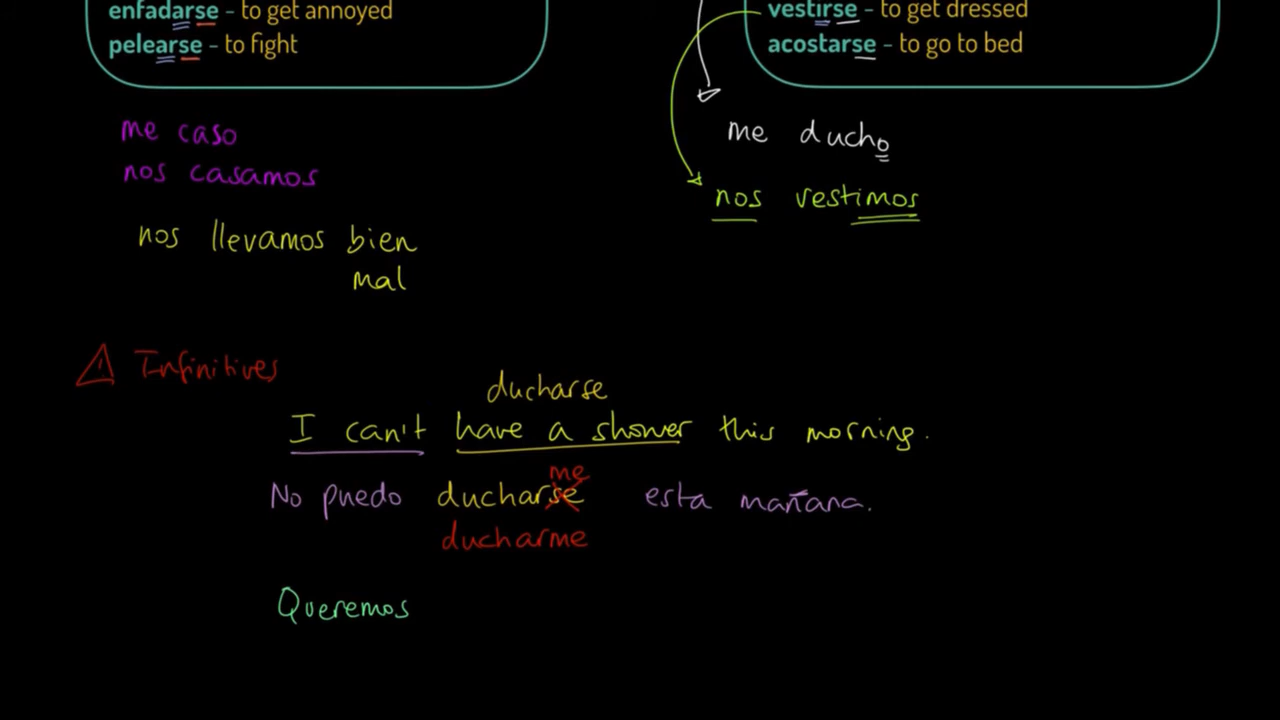 enfadarse - to get annoyed
pelearse - to fight
vestirse - to get dressed
acostarse - to go to bed
me caso
nos casamos
nos llevamos bien
mal
me ducho
nos vestimos
Infinitives
ducharse
I can't have a shower this morning.
me
No puedo ducharse esta mañana.
ducharme
Queremos